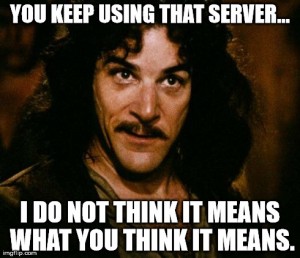 YOU KEEP USING THAT SERVER...
I DO NOT THINK IT MEANS
WHAT YOU THINK IT MEANS.
imgflip.com